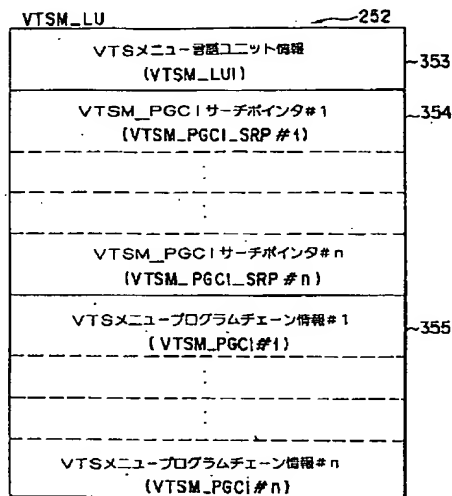 VTSM_LU 252
VTSメニュー言語ユニット情報
(VTSM_LUI)
353
VTSM_PGCIサーチポインタ#1
(VTSM_PGCI_SRP#1)
354
VTSM_PGCIサーチポインタ#n
(VTSM_PGCI_SRP#n)
VTSメニュープログラムチェーン情報#1
(VTSM_PGCI#1)
355
VTSメニュープログラムチェーン情報#n
(VTSM_PGCI#n)